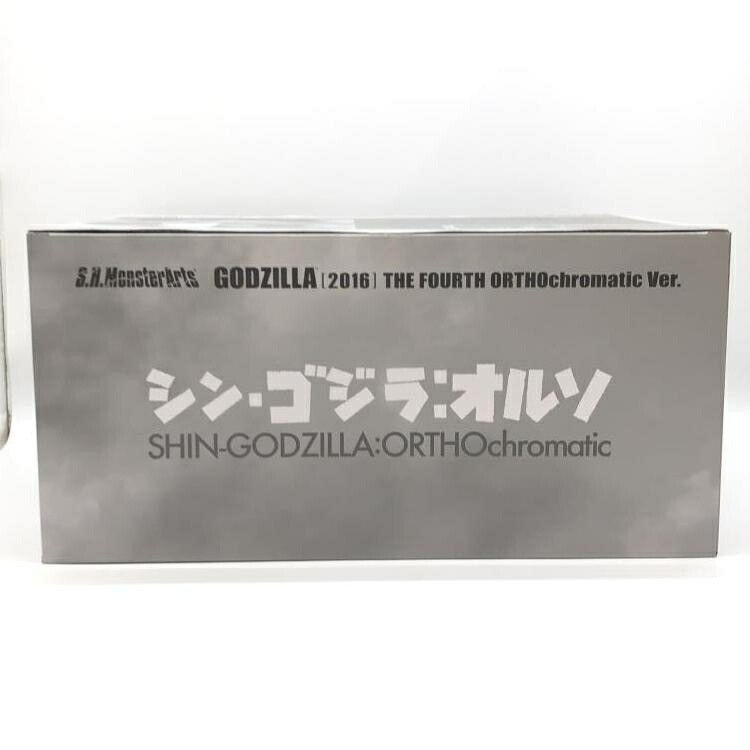 S.H.MonsterArts GODZILLA [2016] THE FOURTH ORTHOchromatic Ver.
シン・ゴジラ:オルソ
SHIN-GODZILLA:ORTHOchromatic